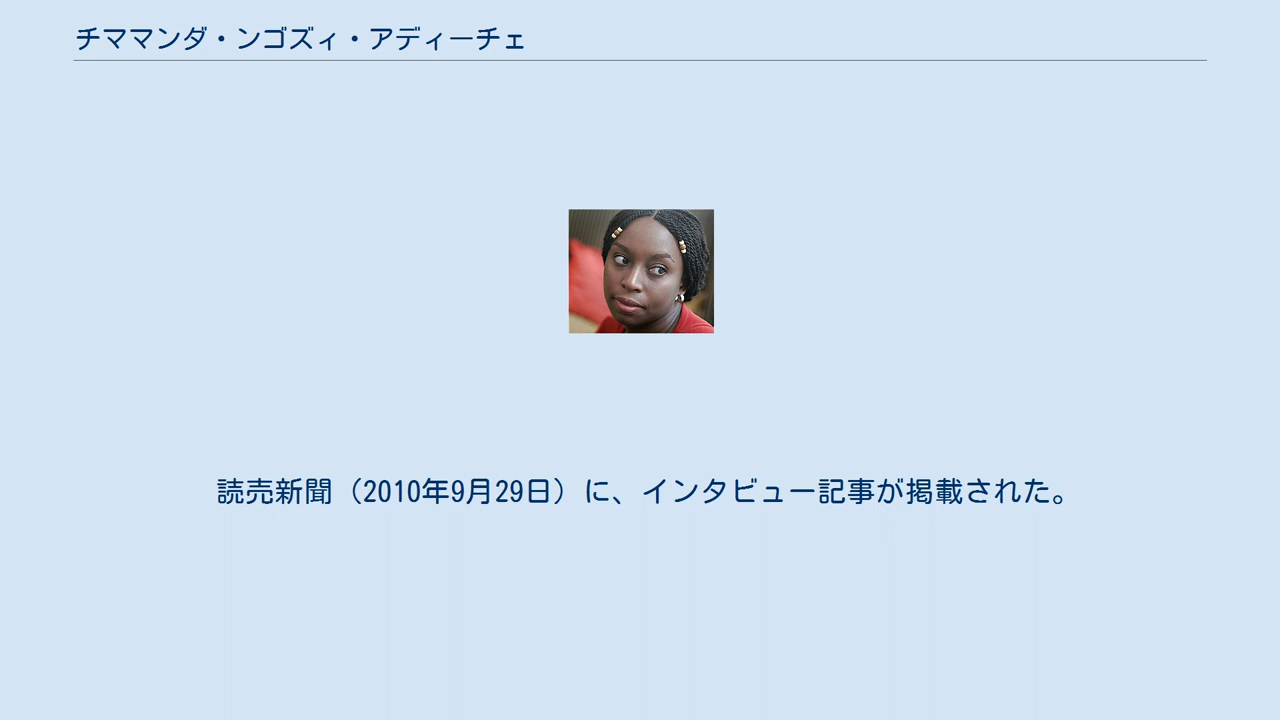 チママンダ・ンゴズィ・アディーチェ
読売新聞（2010年9月29日）に、インタビュー記事が掲載された。